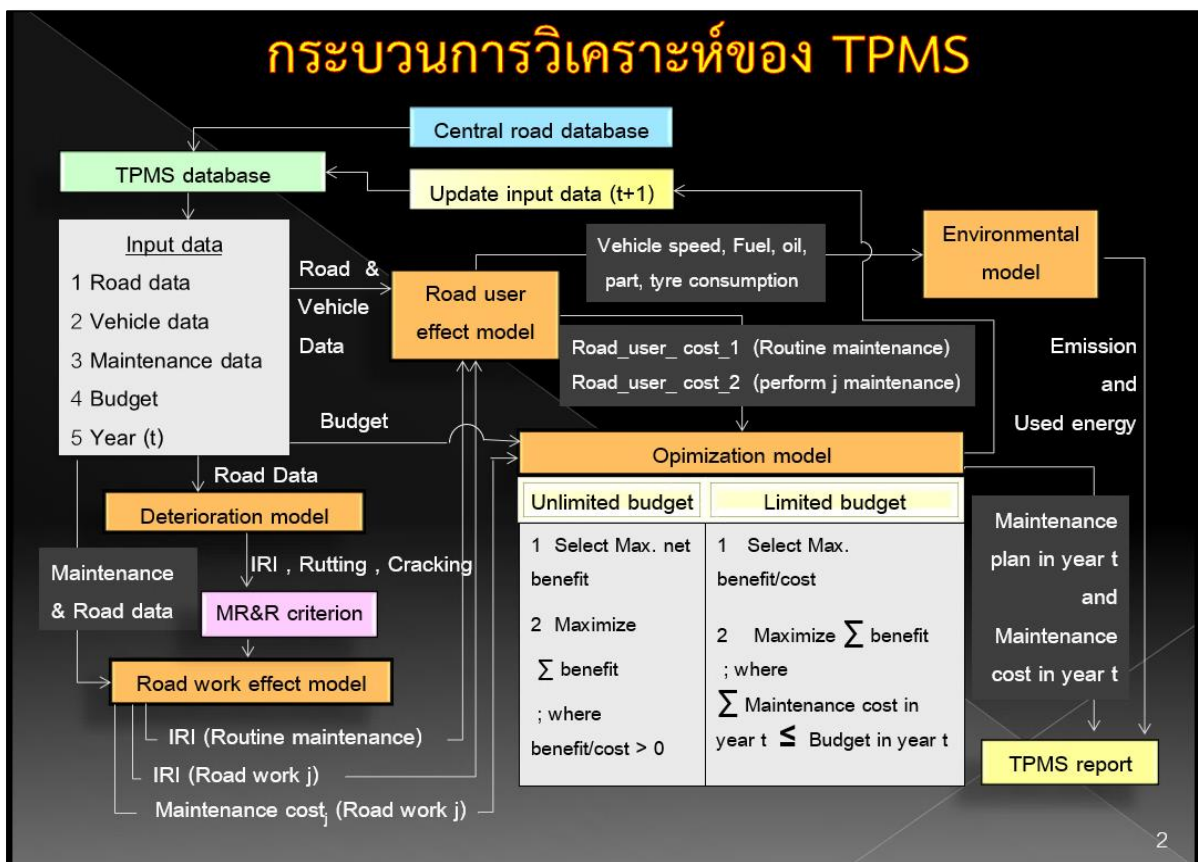 กระบวนการวิเคราะห์ของ TPMS
Central road database
TPMS database
Update input data (t+1)
Input data
1 Road data
2 Vehicle data
3 Maintenance data
4 Budget
5 Year (t)
Road &
Vehicle
Data
Road user
effect model
Vehicle speed, Fuel, oil,
part, tyre consumption
Environmental
model
Road_user_ cost_1 (Routine maintenance)
Road_user_ cost_2 (perform j maintenance)
Emission
and
Used energy
Budget
Road Data
Opimization model
Unlimited budget
Limited budget
1 Select Max. net
benefit
2 Maximize
∑ benefit
; where
benefit/cost > 0
1 Select Max.
benefit/cost
2 Maximize ∑ benefit
; where
∑ Maintenance cost in
year t ≤ Budget in year t
Deterioration model
IRI , Rutting , Cracking
Maintenance
& Road data
MR&R criterion
Road work effect model
IRI (Routine maintenance)
IRI (Road work j)
Maintenance costj (Road work j)
Maintenance
plan in year t
and
Maintenance
cost in year t
TPMS report
2